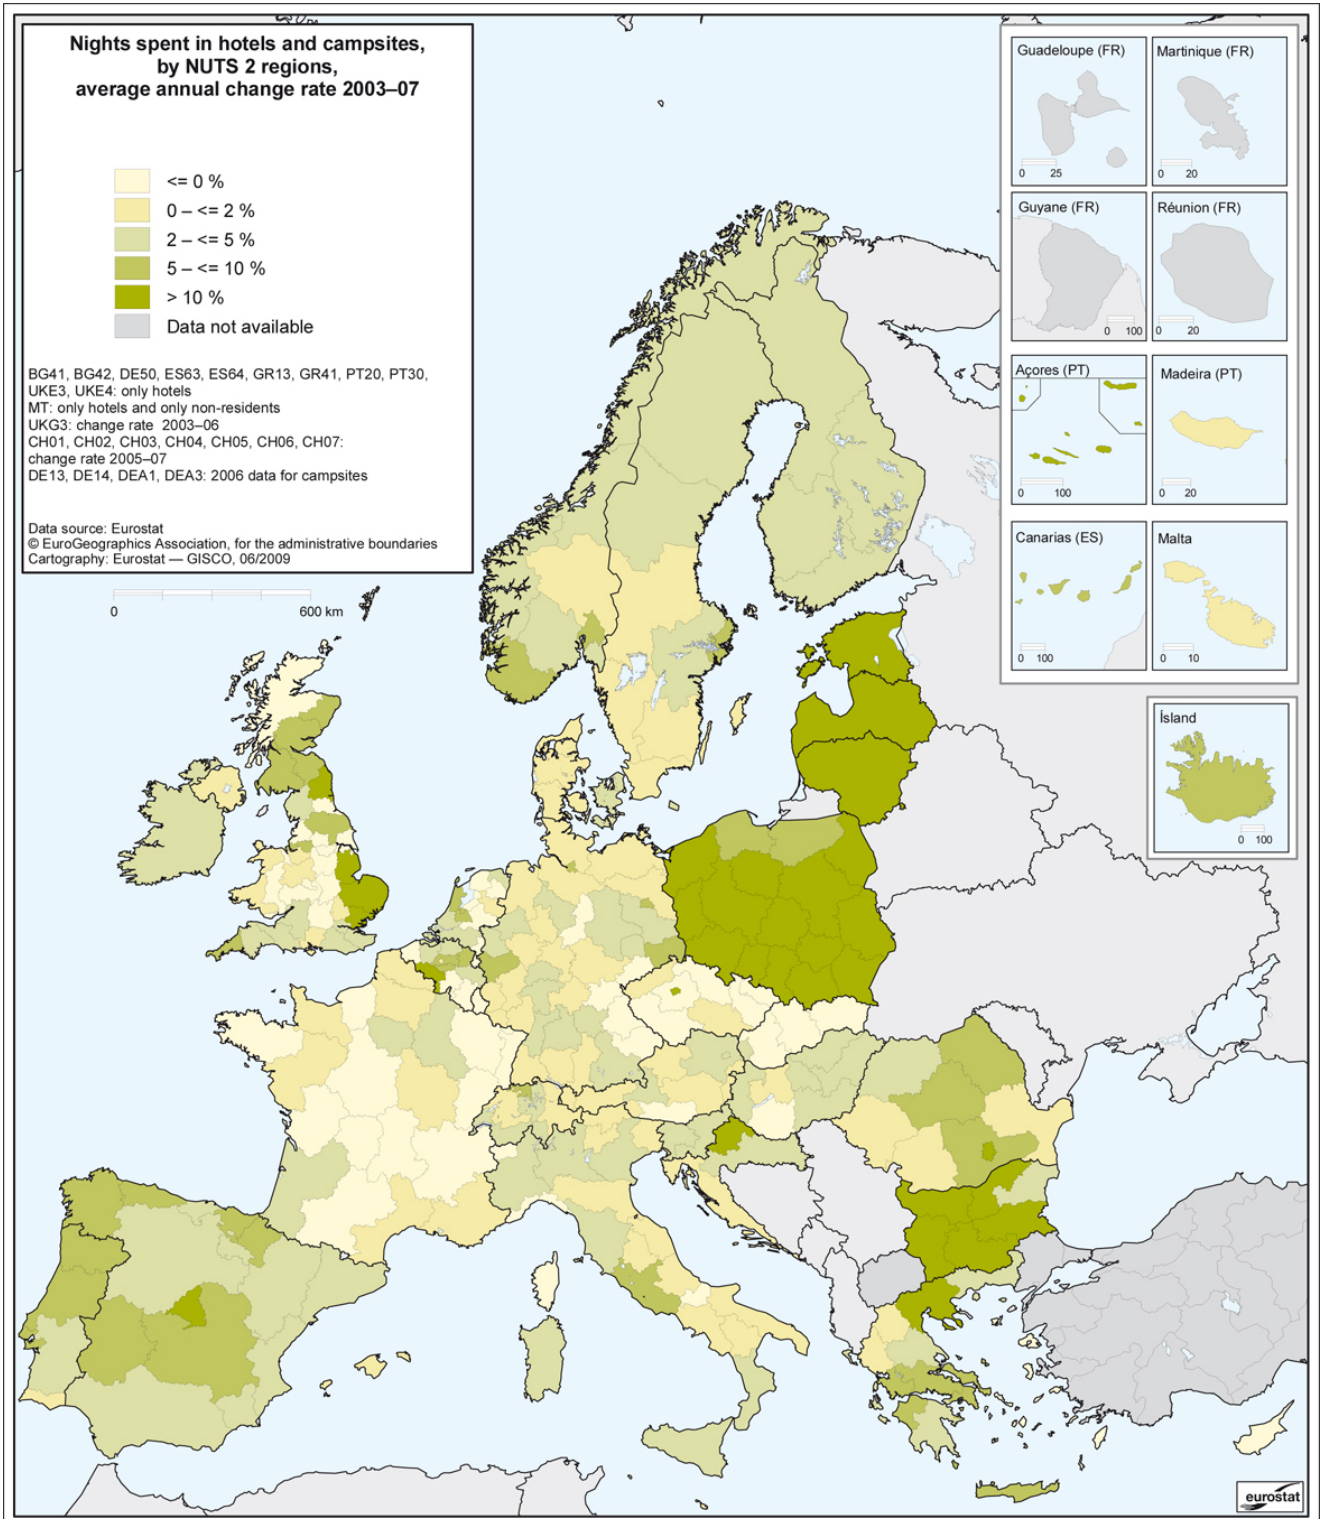 Nights spent in hotels and campsites,
by NUTS 2 regions,
average annual change rate 2003–07
<= 0 %
0 – <= 2 %
2 – <= 5 %
5 – <= 10 %
> 10 %
Data not available
BG41, BG42, DE50, ES63, ES64, GR13, GR41, PT20, PT30,
UKE3, UKE4: only hotels
MT: only hotels and only non-residents
UKG3: change rate 2003–06
CH01, CH02, CH03, CH04, CH05, CH06, CH07:
change rate 2005–07
DE13, DE14, DEA1, DEA3: 2006 data for campsites
Data source: Eurostat
© EuroGeographics Association, for the administrative boundaries
Cartography: Eurostat — GISCO, 06/2009
0 600 km
Guadeloupe (FR)
0 25
Martinique (FR)
0 20
Guyane (FR)
0 100
Réunion (FR)
0 20
Açores (PT)
0 100
Madeira (PT)
0 20
Canarias (ES)
0 100
Malta
0 10
Ísland
0 100
eurostat